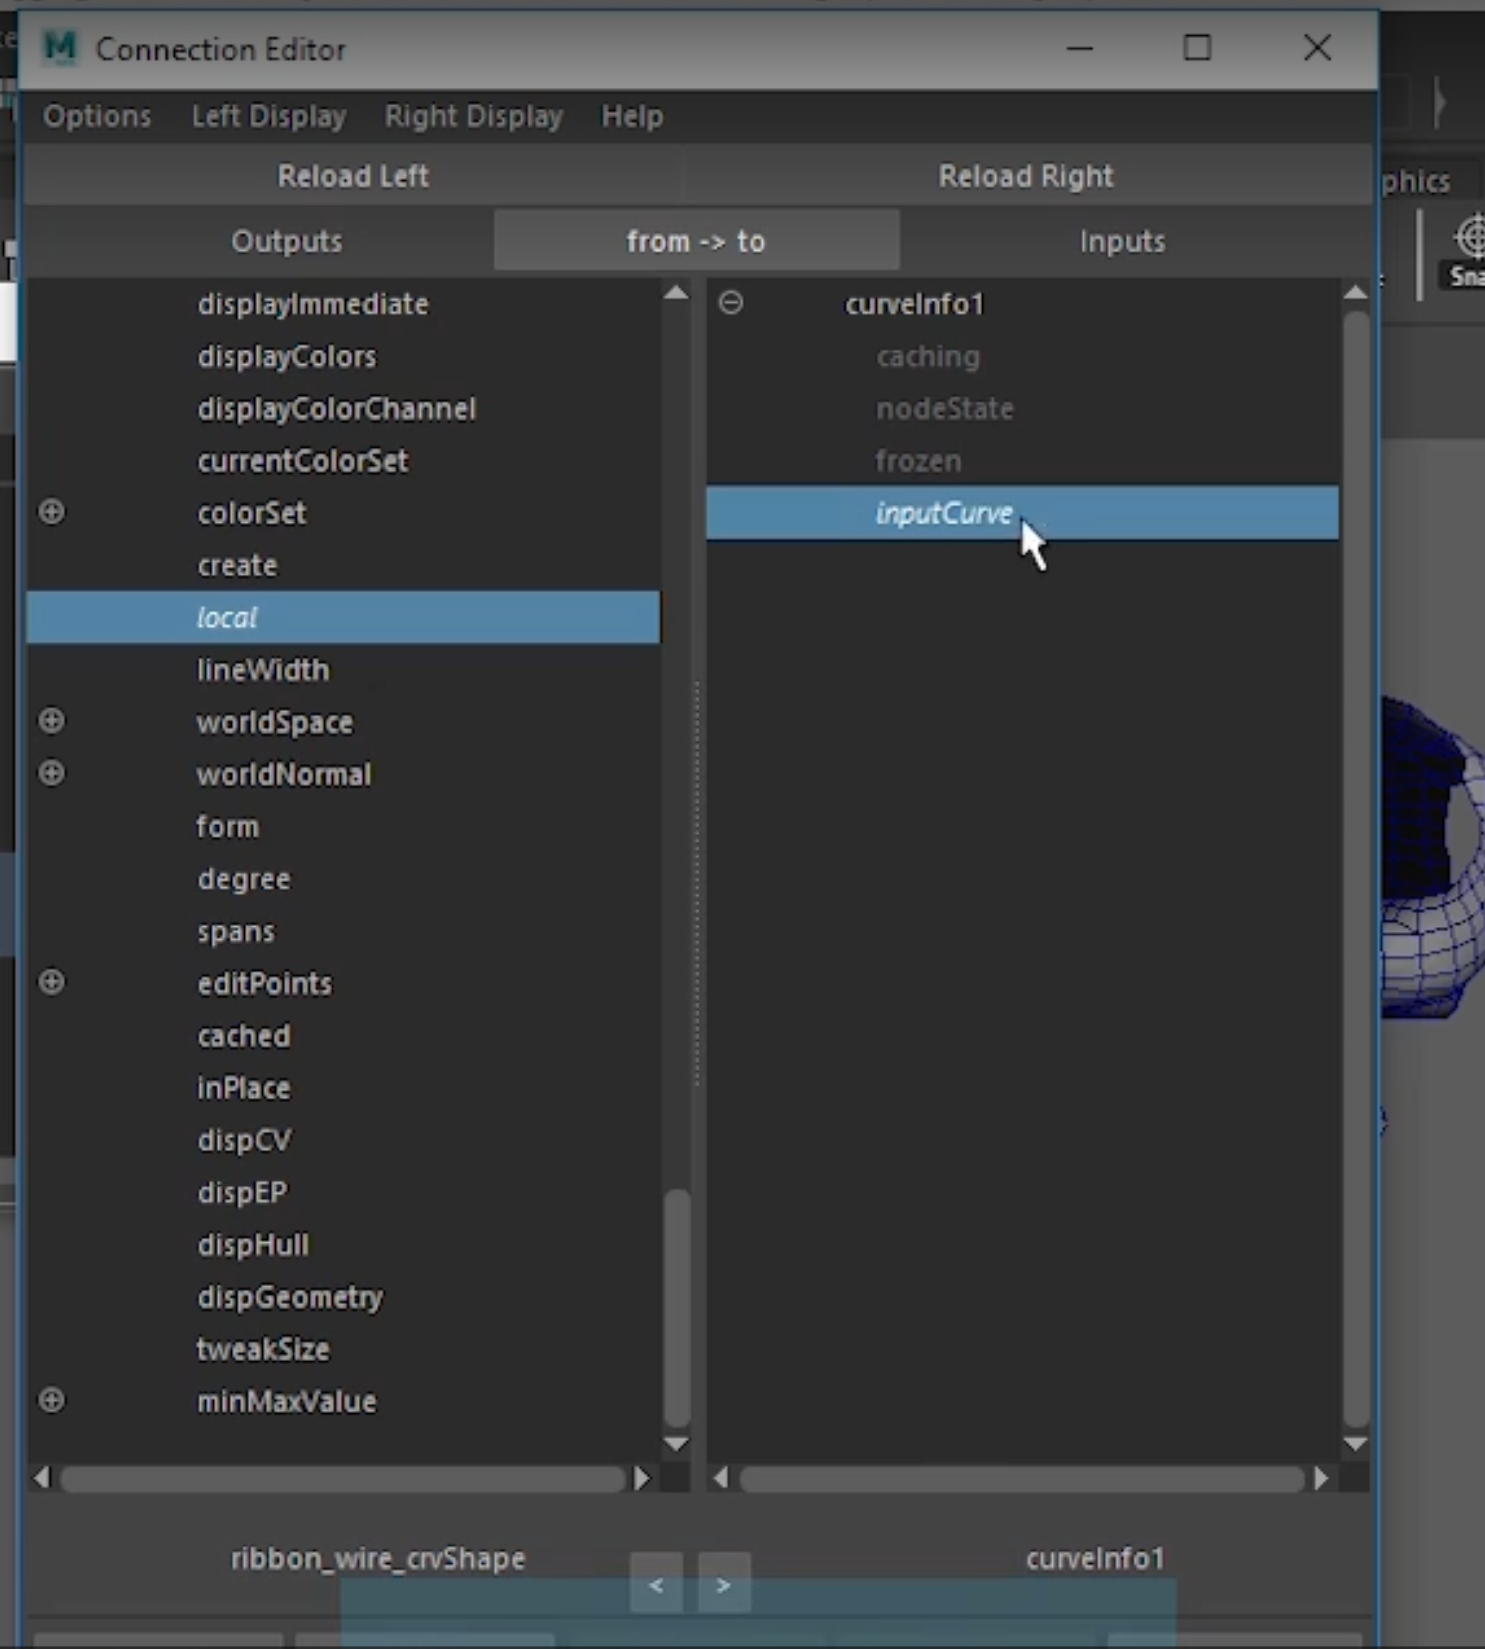 Connection Editor
Options Left Display Right Display Help
Reload Left Reload Right
phics
Outputs from -> to Inputs
displayImmediate
displayColors
displayColorChannel
currentColorSet
colorSet
create
local
lineWidth
worldSpace
worldNormal
form
degree
spans
editPoints
cached
inPlace
dispCV
dispEP
dispHull
dispGeometry
tweakSize
minMaxValue
curveInfo1
caching
nodeState
frozen
inputCurve
Sna
ribbon_wire_crvShape < > curveInfo1